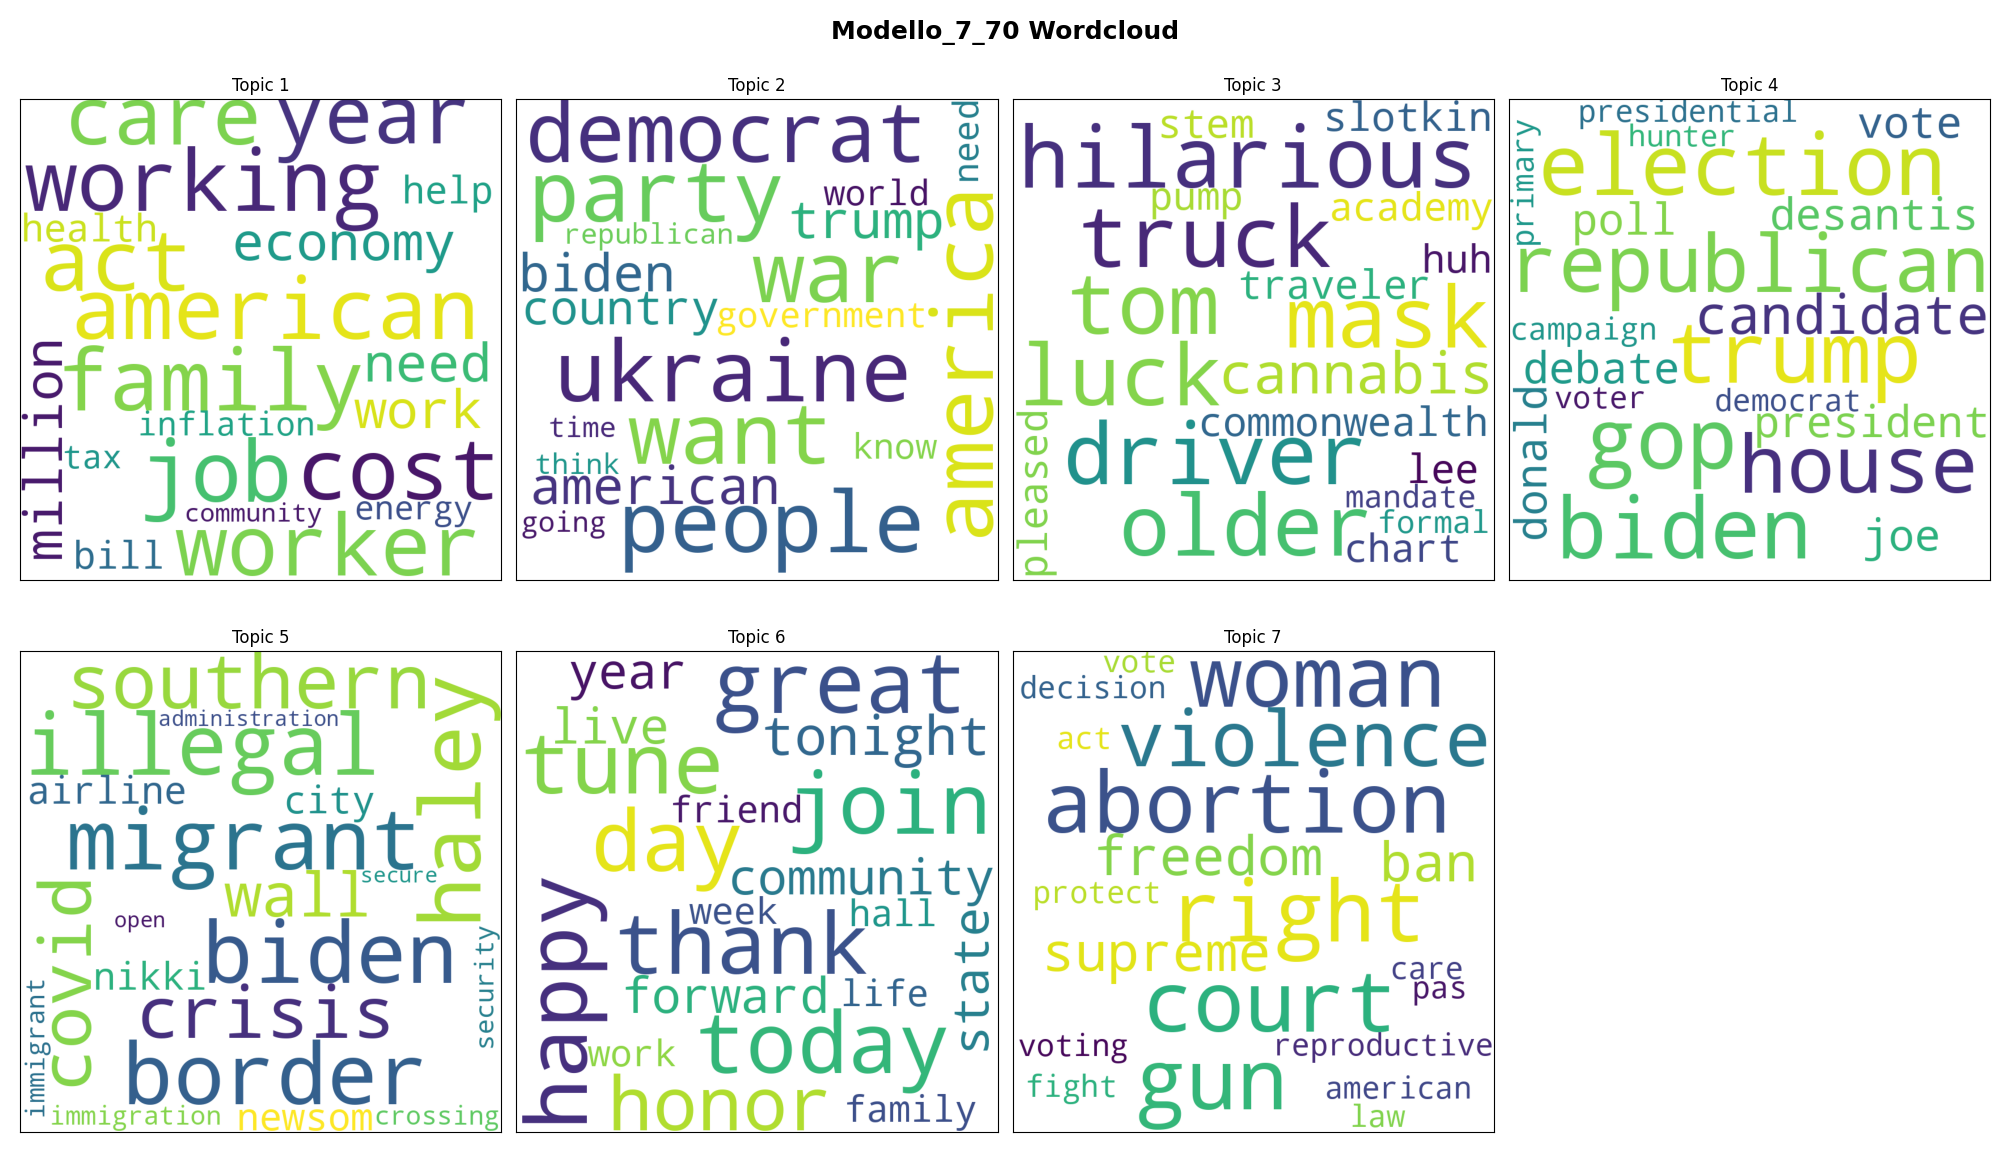 Modello_7_70 Wordcloud
Topic 1
care year
working
help
health
act
economy
american
million
family
need
work
inflation
tax
job cost
community
energy
bill
worker
Topic 2
democrat
need
party
world
trump
republican
biden
war
america
country
government
ukraine
time
want
know
think
american
going
people
Topic 3
stem
slotkin
hilarious
pump
academy
truck
huh
traveler
tom
mask
luck
cannabis
pleased
commonwealth
driver
lee
mandate
older
formal
chart
Topic 4
presidential
vote
hunter
primary
election
poll
desantis
republican
candidate
campaign
trump
debate
donald
voter
democrat
president
gop
house
biden
joe
Topic 5
southern
haley
administration
illegal
airline
city
migrant
secure
wall
covid
open
biden
security
nikki
crisis
immigrant
border
immigration
newsom
crossing
Topic 6
year
great
live
tonight
tune
friend
join
day
community
happy
week
hall
thank
state
forward
life
work
today
honor
family
Topic 7
vote
woman
decision
act
violence
abortion
freedom
ban
protect
right
supreme
care
pas
court
voting
reproductive
fight
gun
american
law